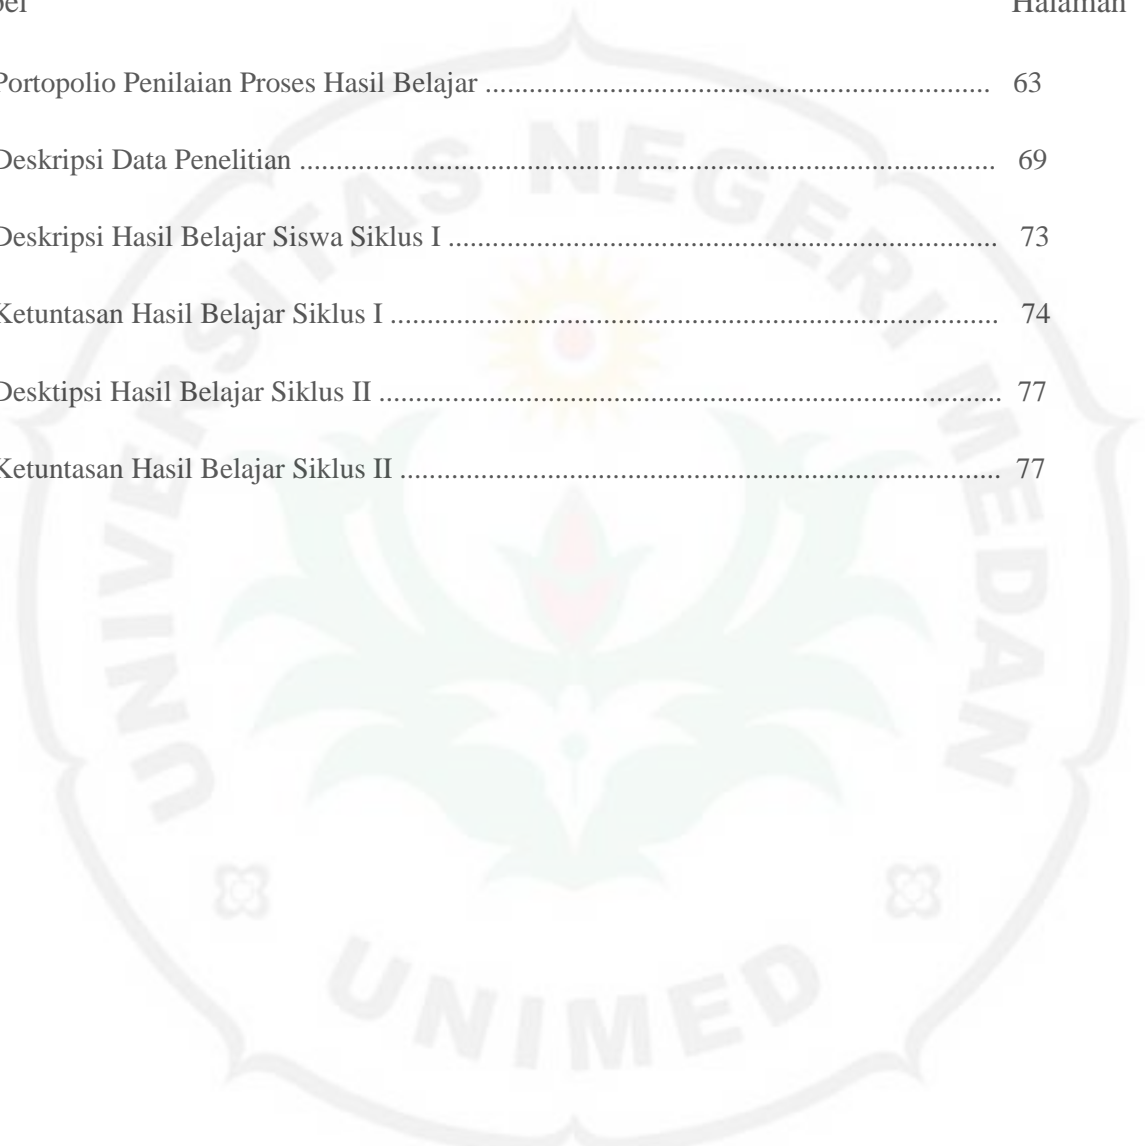 Halaman
Portopolio Penilaian Proses Hasil Belajar ..................................................................... 63
Deskripsi Data Penelitian ............................................................................................... 69
Deskripsi Hasil Belajar Siswa Siklus I ........................................................................... 73
Ketuntasan Hasil Belajar Siklus I ................................................................................... 74
Desktipsi Hasil Belajar Siklus II ..................................................................................... 77
Ketuntasan Hasil Belajar Siklus II .................................................................................. 77
UNIVERSITAS NEGERI MEDAN
UNIMED